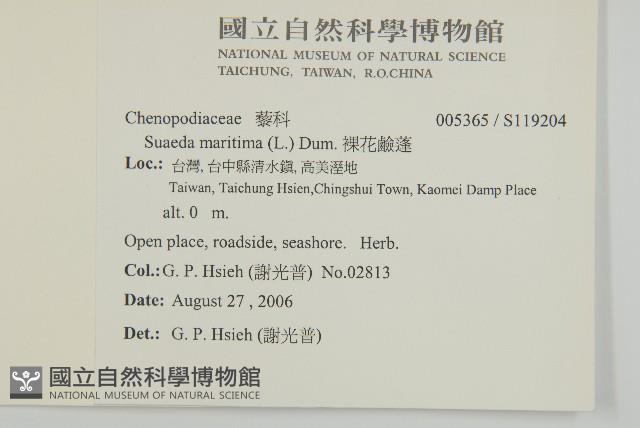 國立自然科學博物館
NATIONAL MUSEUM OF NATURAL SCIENCE
TAICHUNG, TAIWAN, R.O.CHINA
Chenopodiaceae 藜科 005365 / S119204
Suaeda maritima (L.) Dum. 裸花鹼蓬
Loc.: 台灣, 台中縣清水鎮, 高美溼地
Taiwan, Taichung Hsien,Chingshui Town, Kaomei Damp Place
alt. 0 m.
Open place, roadside, seashore. Herb.
Col.: G. P. Hsieh (謝光普) No.02813
Date: August 27 , 2006
Det.: G. P. Hsieh (謝光普)
國立自然科學博物館
NATIONAL MUSEUM OF NATURAL SCIENCE